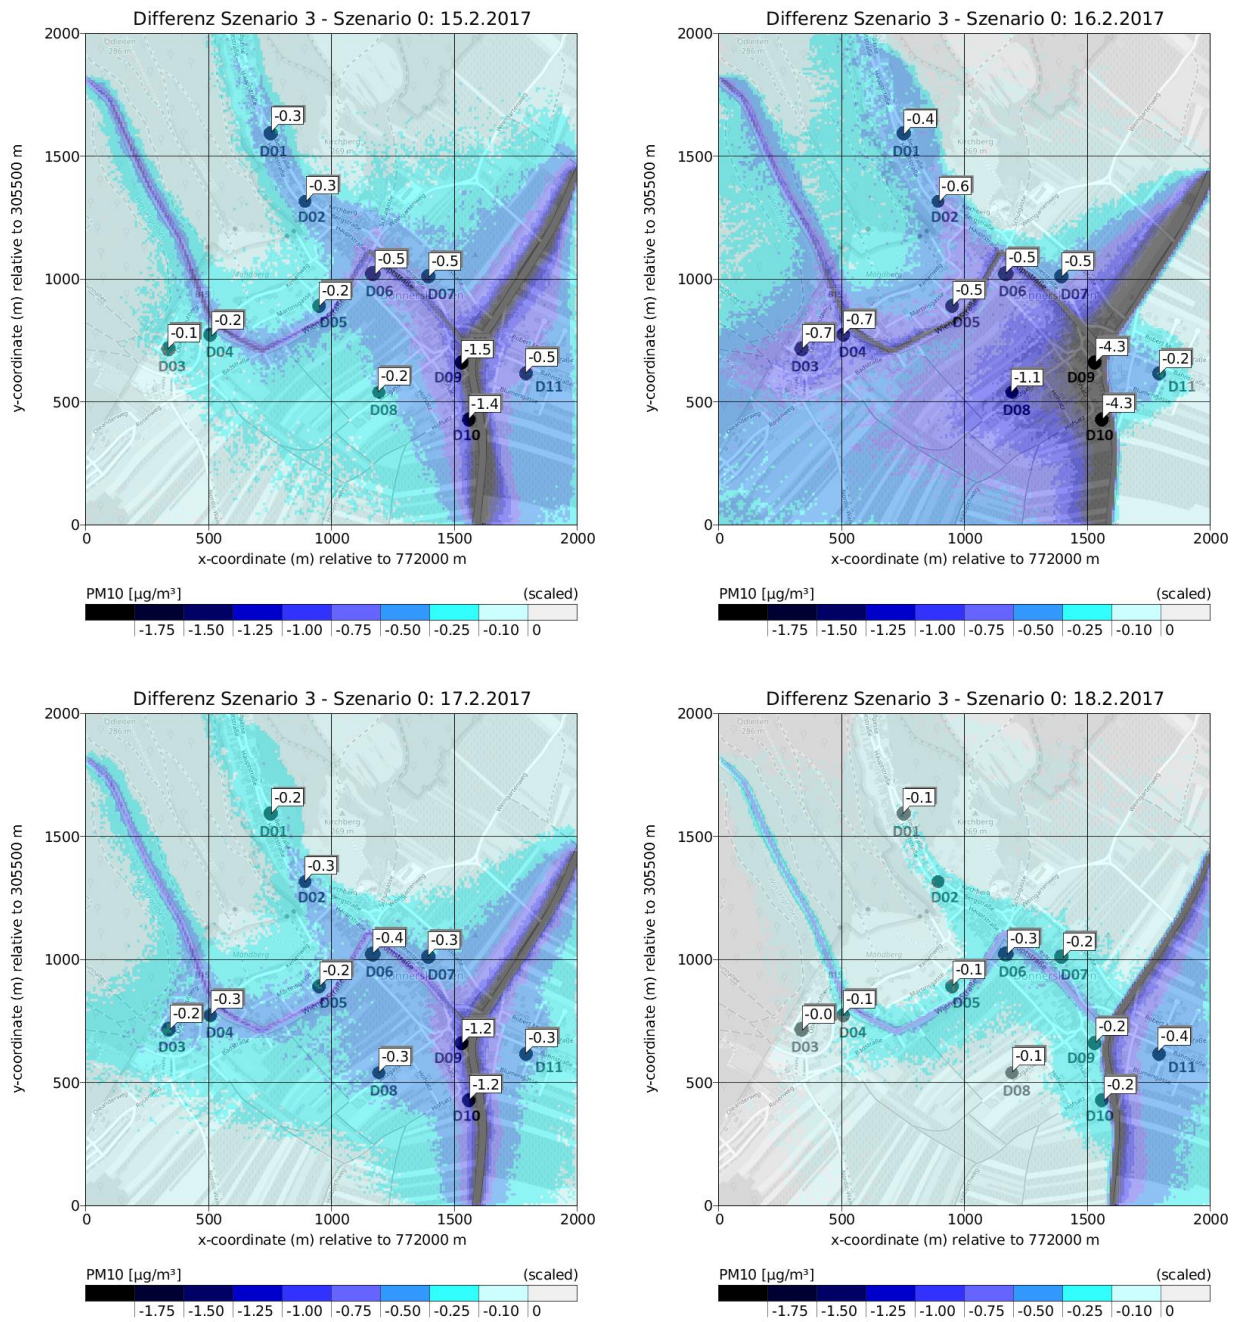 Differenz Szenario 3 - Szenario 0: 15.2.2017
y-coordinate (m) relative to 305500 m
2000
1500
1000
500
0
Kirchberg
269 m
-0.3
D01
-0.3
D02
-0.5
D06
-0.5
D07
-0.2
D05
-0.2
D04
-0.1
D03
-1.5
D09
-0.5
D11
-0.2
D08
-1.4
D10
0 500 1000 1500 2000
x-coordinate (m) relative to 772000 m
PM10 [µg/m³] (scaled)
-1.75 -1.50 -1.25 -1.00 -0.75 -0.50 -0.25 -0.10 0
Differenz Szenario 3 - Szenario 0: 16.2.2017
y-coordinate (m) relative to 305500 m
2000
1500
1000
500
0
-0.4
D01
-0.6
D02
-0.5
D06
-0.5
D07
-0.5
D05
-0.7
D04
-0.7
D03
-4.3
D09
-0.2
D11
-1.1
D08
-4.3
D10
0 500 1000 1500 2000
x-coordinate (m) relative to 772000 m
PM10 [µg/m³] (scaled)
-1.75 -1.50 -1.25 -1.00 -0.75 -0.50 -0.25 -0.10 0
Differenz Szenario 3 - Szenario 0: 17.2.2017
y-coordinate (m) relative to 305500 m
2000
1500
1000
500
0
Kirchberg
269 m
-0.2
D01
-0.3
D02
-0.4
D06
-0.3
D07
-0.2
D05
-0.3
D04
-0.2
D03
-1.2
D09
-0.3
D11
-0.3
D08
-1.2
D10
0 500 1000 1500 2000
x-coordinate (m) relative to 772000 m
PM10 [µg/m³] (scaled)
-1.75 -1.50 -1.25 -1.00 -0.75 -0.50 -0.25 -0.10 0
Differenz Szenario 3 - Szenario 0: 18.2.2017
y-coordinate (m) relative to 305500 m
2000
1500
1000
500
0
-0.1
D01
D02
-0.3
D06
-0.2
D07
-0.1
D05
-0.1
D04
-0.0
D03
-0.2
D09
-0.4
D11
-0.1
D08
-0.2
D10
0 500 1000 1500 2000
x-coordinate (m) relative to 772000 m
PM10 [µg/m³] (scaled)
-1.75 -1.50 -1.25 -1.00 -0.75 -0.50 -0.25 -0.10 0